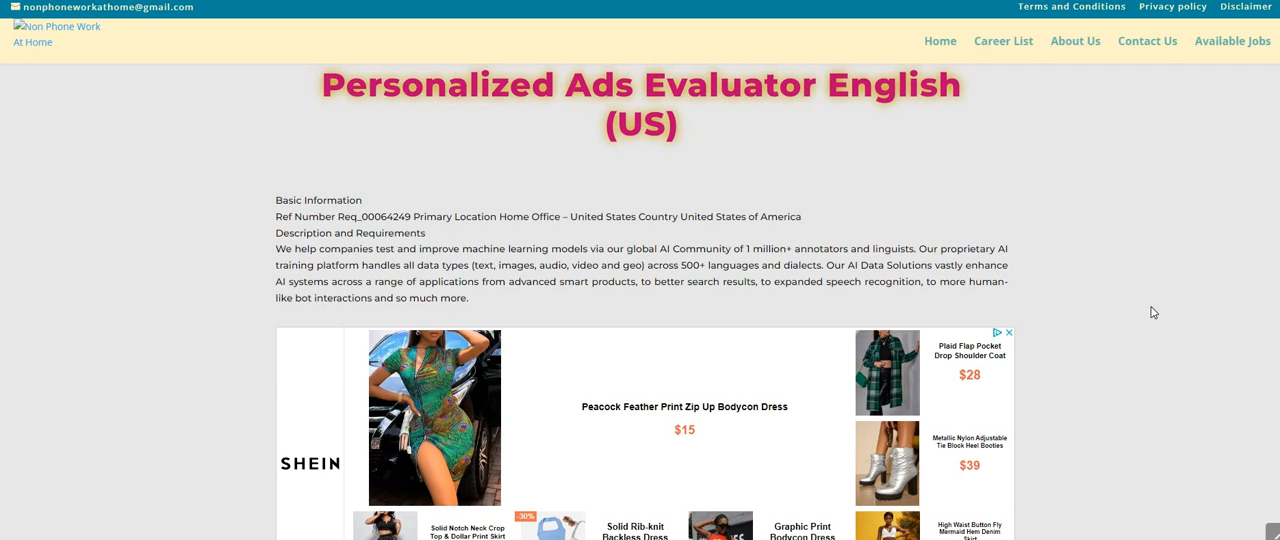 nonphoneworkathome@gmail.com
Terms and Conditions Privacy policy Disclaimer
Non Phone Work
At Home
Home Career List About Us Contact Us Available Jobs
Personalized Ads Evaluator English
(US)
Basic Information
Ref Number Req_00064249 Primary Location Home Office – United States Country United States of America
Description and Requirements
We help companies test and improve machine learning models via our global AI Community of 1 million+ annotators and linguists. Our proprietary AI
training platform handles all data types (text, images, audio, video and geo) across 500+ languages and dialects. Our AI Data Solutions vastly enhance
AI systems across a range of applications from advanced smart products, to better search results, to expanded speech recognition, to more human-
like bot interactions and so much more.
SHEIN
Peacock Feather Print Zip Up Bodycon Dress
$15
Plaid Flap Pocket
Drop Shoulder Coat
$28
Metallic Nylon Adjustable
Tie Block Heel Booties
$39
Solid Notch Neck Crop
Top & Dollar Print Skirt
-30%
Solid Rib-knit
Backless Dress
Graphic Print
Bodycon Dress
High Waist Button Fly
Mermaid Hem Denim
Skirt